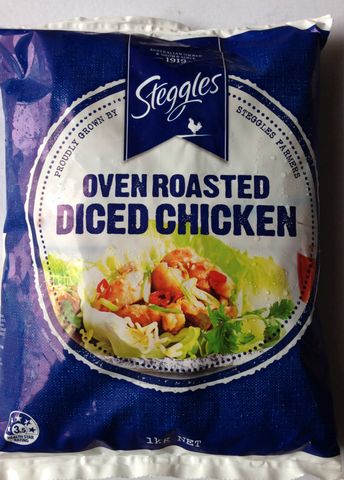 AUSTRALIAN OWNED
& GROWN SINCE
1919
Steggles
PROUDLY GROWN BY
STEGGLES FARMERS
OVEN ROASTED
DICED CHICKEN
3.5
HEALTH STAR
RATING
1kg NET